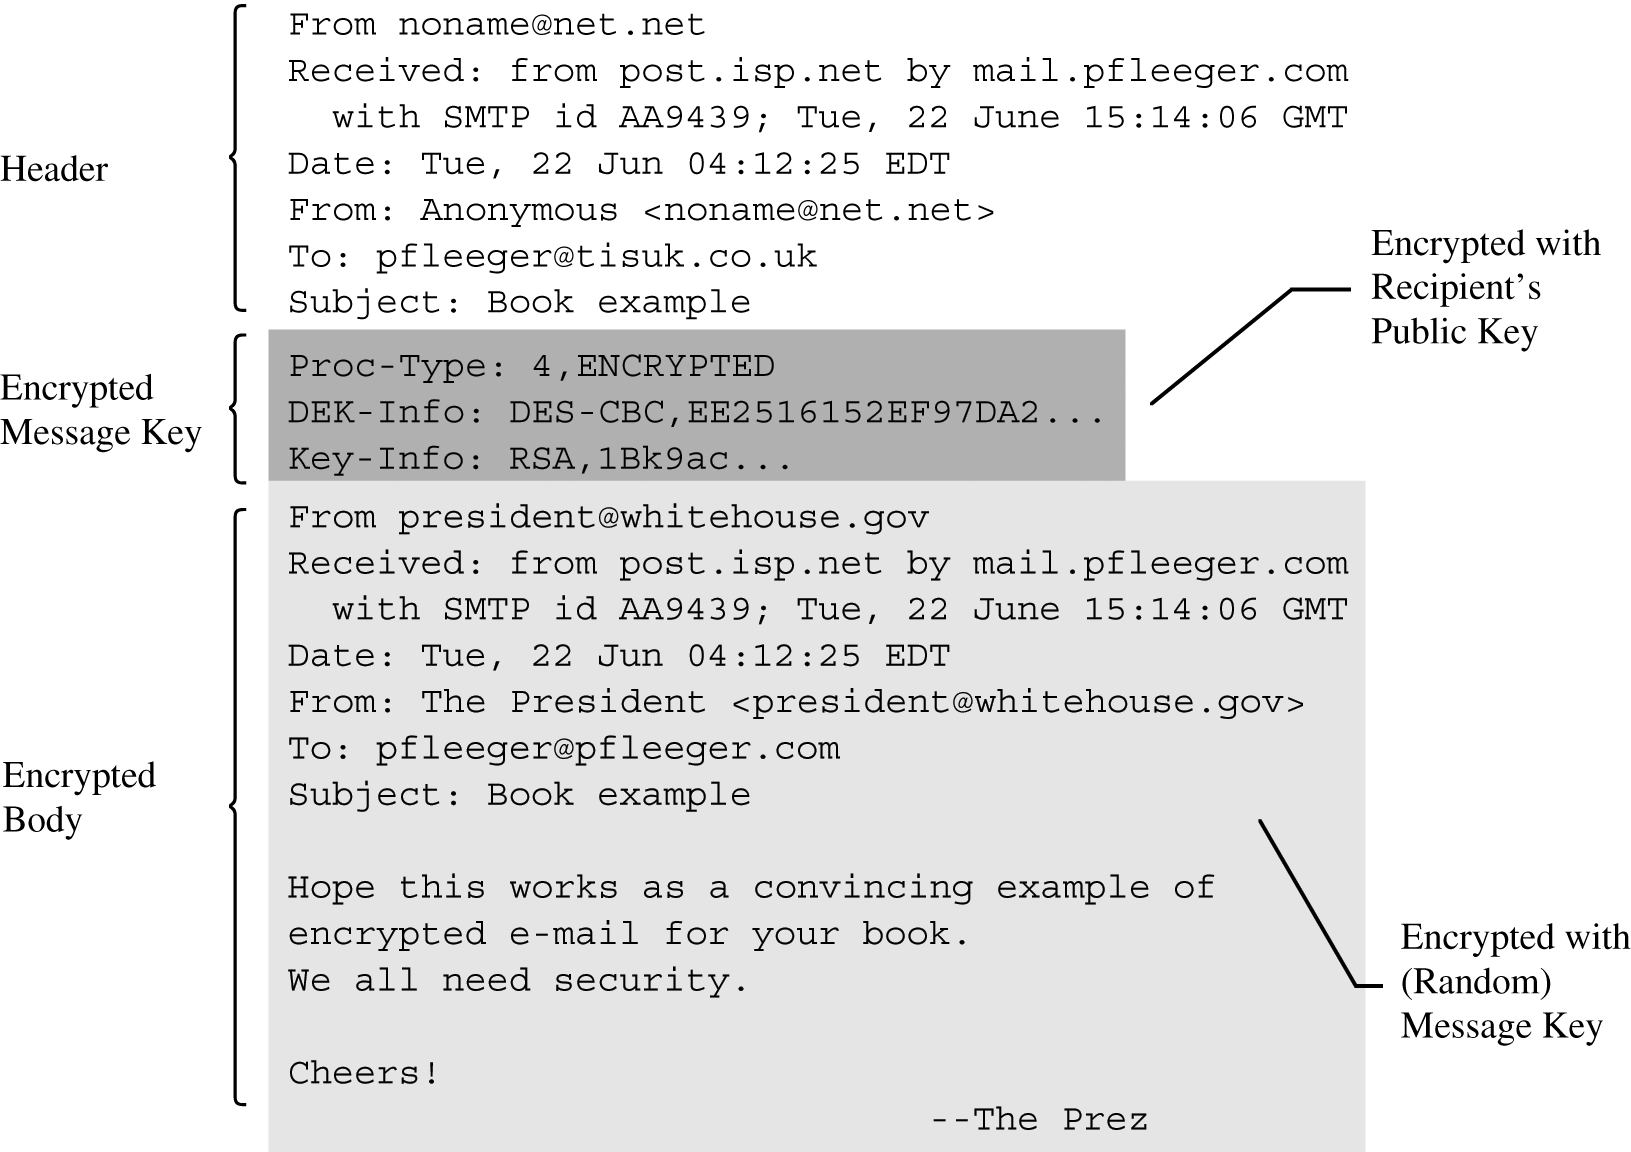 From noname@net.net
Received: from post.isp.net by mail.pfleeger.com
with SMTP id AA9439; Tue, 22 June 15:14:06 GMT
Date: Tue, 22 Jun 04:12:25 EDT
From: Anonymous <noname@net.net>
To: pfleeger@tisuk.co.uk
Subject: Book example
Header
Encrypted with
Recipient’s
Public Key
Proc-Type: 4,ENCRYPTED
DEK-Info: DES-CBC,EE2516152EF97DA2...
Key-Info: RSA,1Bk9ac...
Encrypted
Message Key
From president@whitehouse.gov
Received: from post.isp.net by mail.pfleeger.com
with SMTP id AA9439; Tue, 22 June 15:14:06 GMT
Date: Tue, 22 Jun 04:12:25 EDT
From: The President <president@whitehouse.gov>
To: pfleeger@pfleeger.com
Subject: Book example
Encrypted
Body
Hope this works as a convincing example of
encrypted e-mail for your book.
We all need security.
Cheers!
--The Prez
Encrypted with
(Random)
Message Key